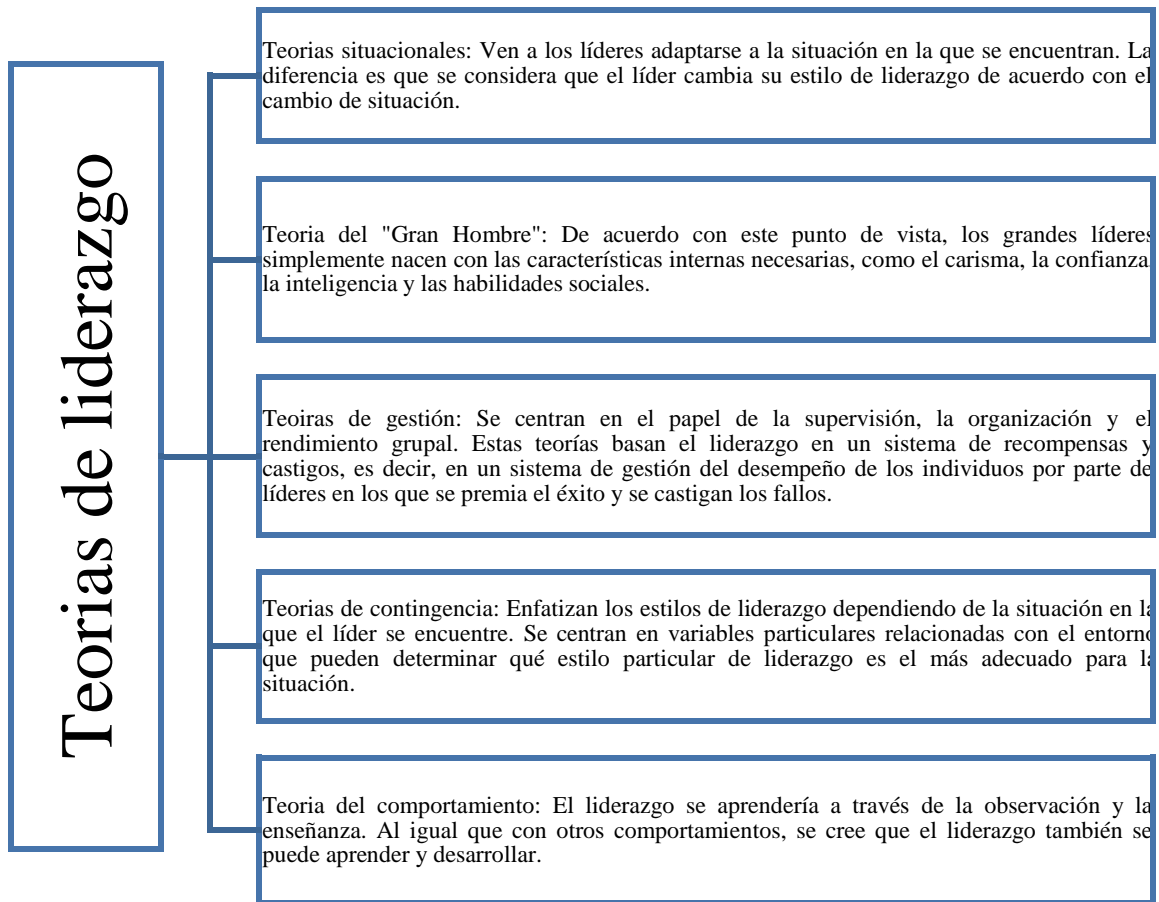 Teorias de liderazgo
Teorias situacionales: Ven a los líderes adaptarse a la situación en la que se encuentran. La
diferencia es que se considera que el líder cambia su estilo de liderazgo de acuerdo con el
cambio de situación.
Teoria del "Gran Hombre": De acuerdo con este punto de vista, los grandes líderes
simplemente nacen con las características internas necesarias, como el carisma, la confianza,
la inteligencia y las habilidades sociales.
Teoiras de gestión: Se centran en el papel de la supervisión, la organización y el
rendimiento grupal. Estas teorías basan el liderazgo en un sistema de recompensas y
castigos, es decir, en un sistema de gestión del desempeño de los individuos por parte de
líderes en los que se premia el éxito y se castigan los fallos.
Teorias de contingencia: Enfatizan los estilos de liderazgo dependiendo de la situación en la
que el líder se encuentre. Se centran en variables particulares relacionadas con el entorno
que pueden determinar qué estilo particular de liderazgo es el más adecuado para la
situación.
Teoria del comportamiento: El liderazgo se aprendería a través de la observación y la
enseñanza. Al igual que con otros comportamientos, se cree que el liderazgo también se
puede aprender y desarrollar.